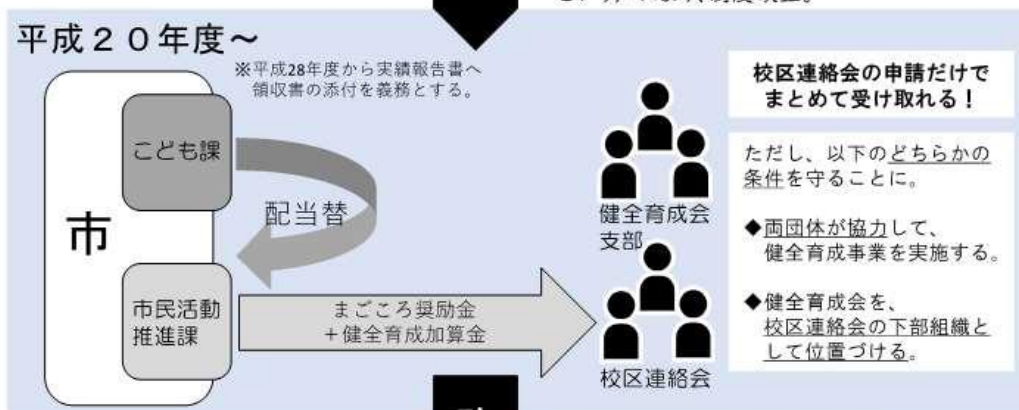 平成２０年度～
※平成28年度から実績報告書へ
領収書の添付を義務とする。
市
こども課
配当替
市民活動
推進課
まごころ奨励金
＋健全育成加算金
健全育成会
支部
校区連絡会
校区連絡会の申請だけで
まとめて受け取れる！
ただし、以下のどちらかの
条件を守ることに。
◆両団体が協力して、
健全育成事業を実施する。
◆健全育成会を、
校区連絡会の下部組織と
して位置づける。